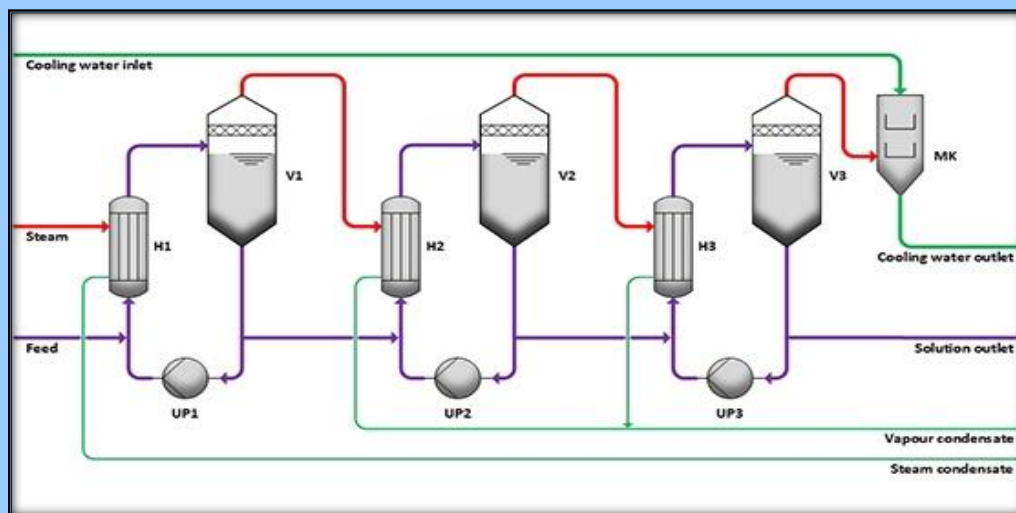 Cooling water inlet
V1
V2
V3
MK
Steam
H1
H2
H3
Cooling water outlet
Feed
Solution outlet
UP1
UP2
UP3
Vapour condensate
Steam condensate